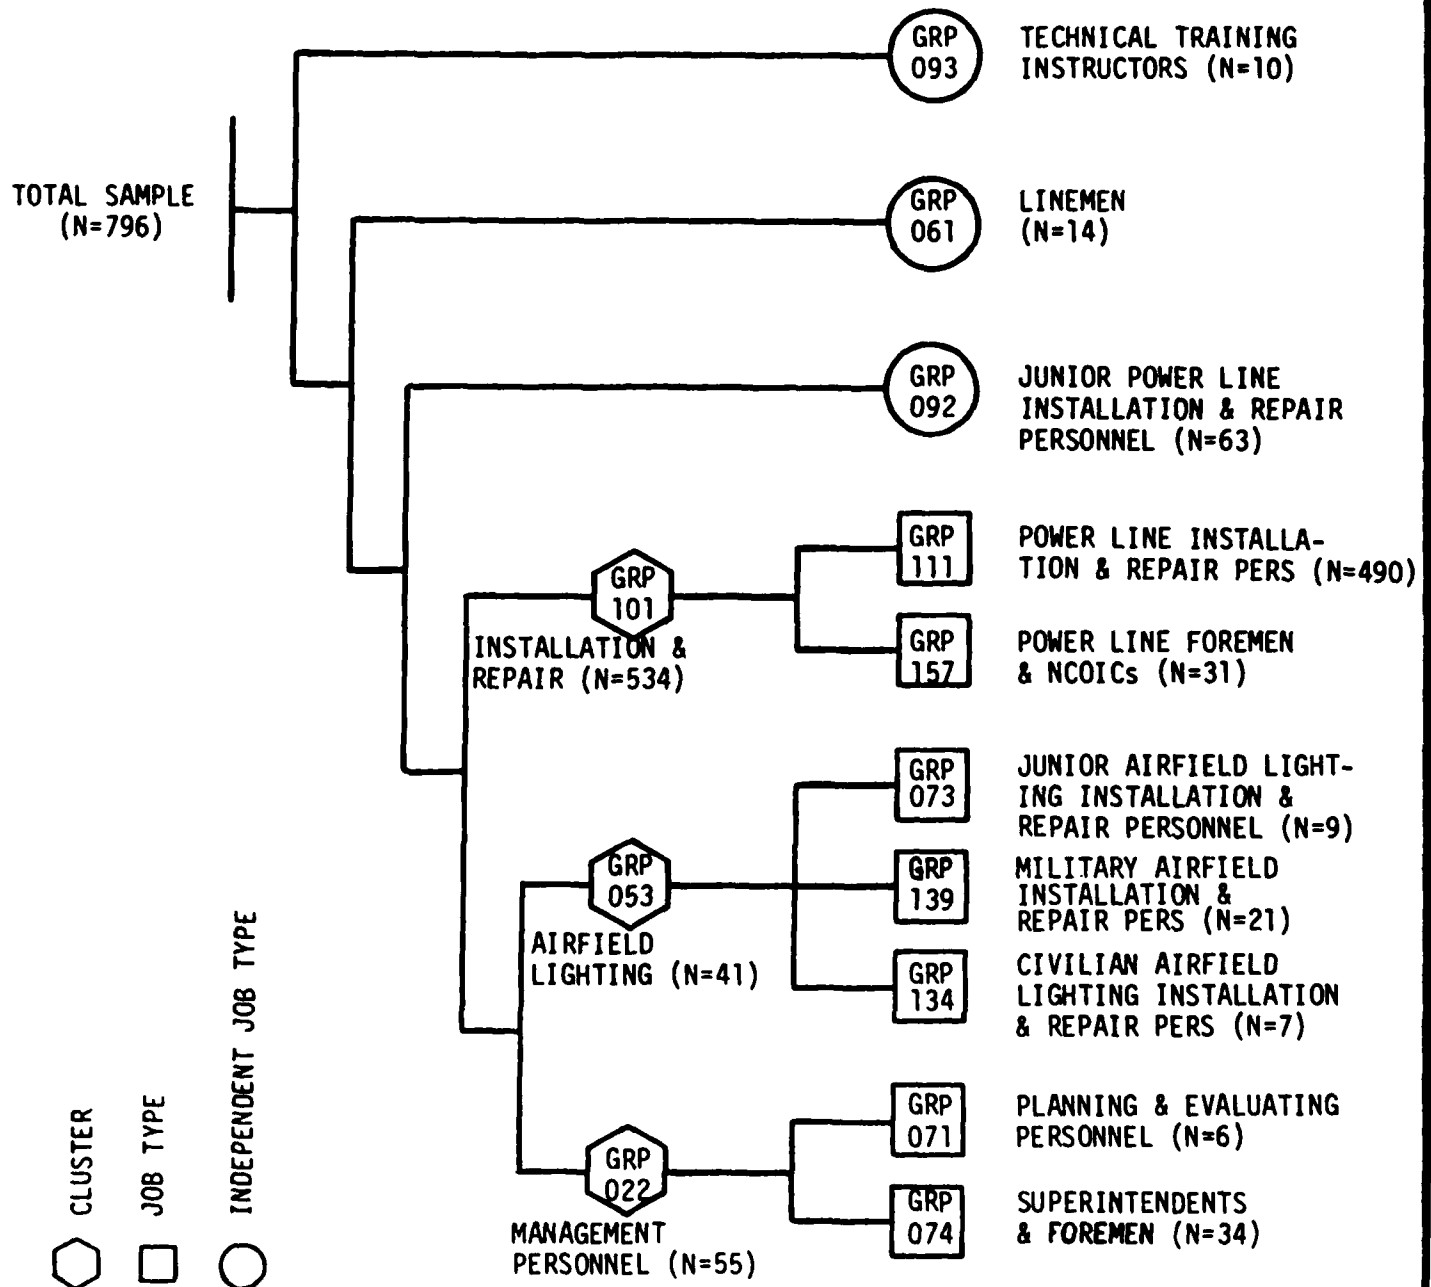 GRP
093
TECHNICAL TRAINING
INSTRUCTORS (N=10)
TOTAL SAMPLE
(N=796)
GRP
061
LINEMEN
(N=14)
GRP
092
JUNIOR POWER LINE
INSTALLATION & REPAIR
PERSONNEL (N=63)
GRP
101
INSTALLATION &
REPAIR (N=534)
GRP
111
POWER LINE INSTALLA-
TION & REPAIR PERS (N=490)
GRP
157
POWER LINE FOREMEN
& NCOICs (N=31)
GRP
053
AIRFIELD
LIGHTING (N=41)
GRP
073
JUNIOR AIRFIELD LIGHT-
ING INSTALLATION &
REPAIR PERSONNEL (N=9)
GRP
139
MILITARY AIRFIELD
INSTALLATION &
REPAIR PERS (N=21)
GRP
134
CIVILIAN AIRFIELD
LIGHTING INSTALLATION
& REPAIR PERS (N=7)
GRP
022
MANAGEMENT
PERSONNEL (N=55)
GRP
071
PLANNING & EVALUATING
PERSONNEL (N=6)
GRP
074
SUPERINTENDENTS
& FOREMEN (N=34)
CLUSTER
JOB TYPE
INDEPENDENT JOB TYPE